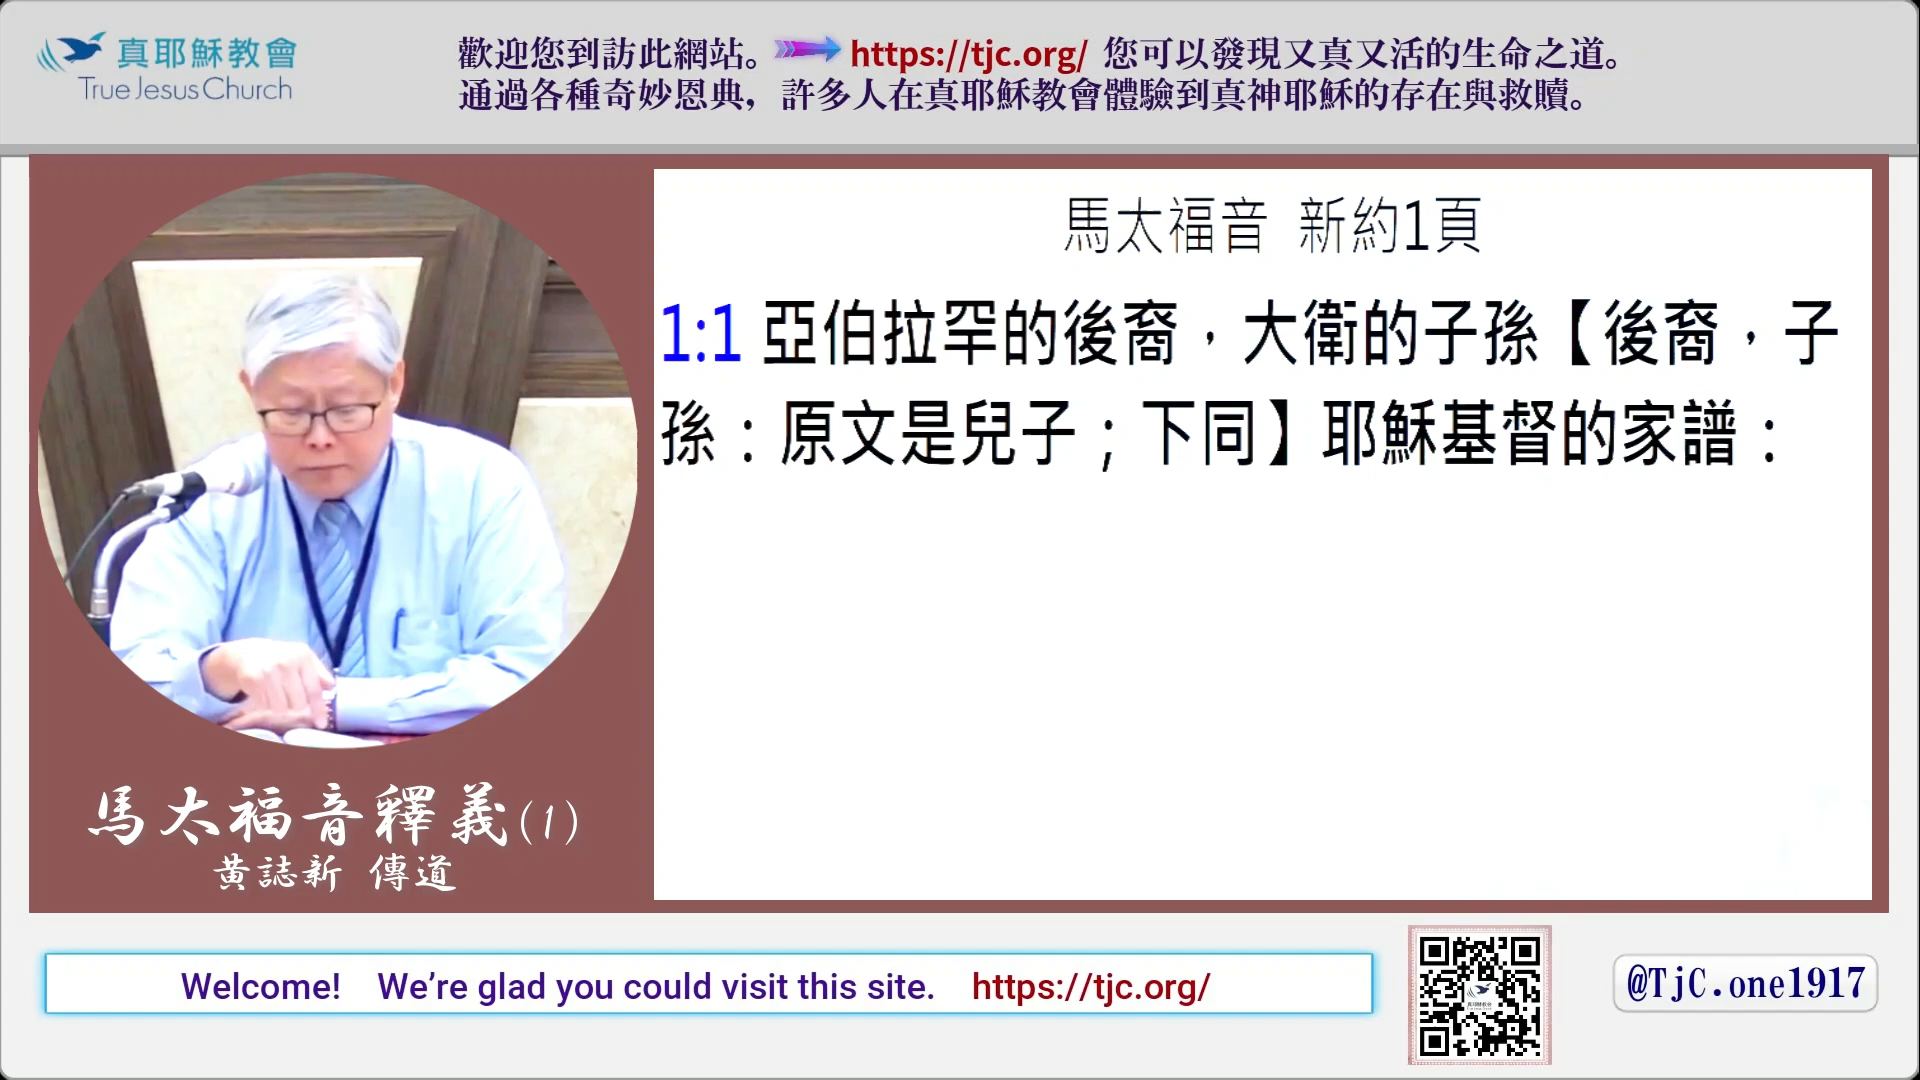 真耶穌教會
True Jesus Church
歡迎您到訪此網站。 https://tjc.org/ 您可以發現又真又活的生命之道。
通過各種奇妙恩典，許多人在真耶穌教會體驗到真神耶穌的存在與救贖。
馬太福音 新約1頁
1:1 亞伯拉罕的後裔，大衛的子孫【後裔，子
孫：原文是兒子；下同】耶穌基督的家譜：
馬太福音釋義(1)
黃誌新 傳道
Welcome! We’re glad you could visit this site. https://tjc.org/
@TjC.one1917